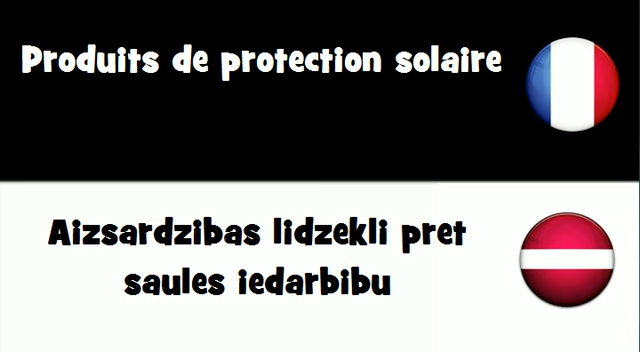 Produits de protection solaire
Aizsardzibas lidzekli pret
saules iedarbibu